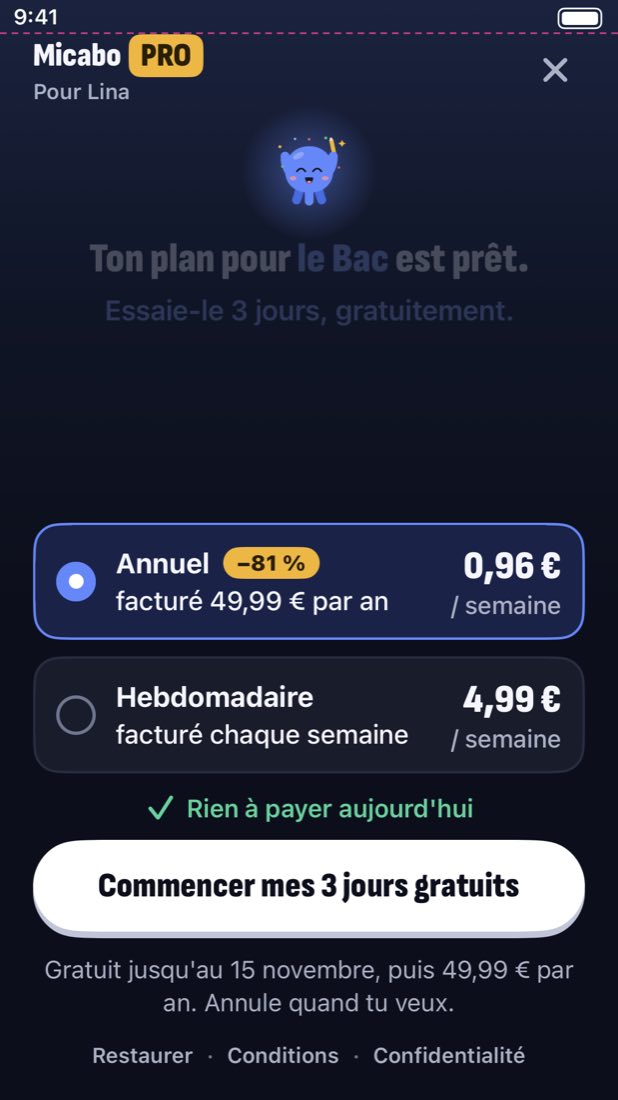 9:41
Micabo PRO
Pour Lina
Ton plan pour le Bac est prêt.
Essaie-le 3 jours, gratuitement.
Annuel −81 % 0,96 €
facturé 49,99 € par an / semaine
Hebdomadaire 4,99 €
facturé chaque semaine / semaine
Rien à payer aujourd'hui
Commencer mes 3 jours gratuits
Gratuit jusqu'au 15 novembre, puis 49,99 € par
an. Annule quand tu veux.
Restaurer · Conditions · Confidentialité